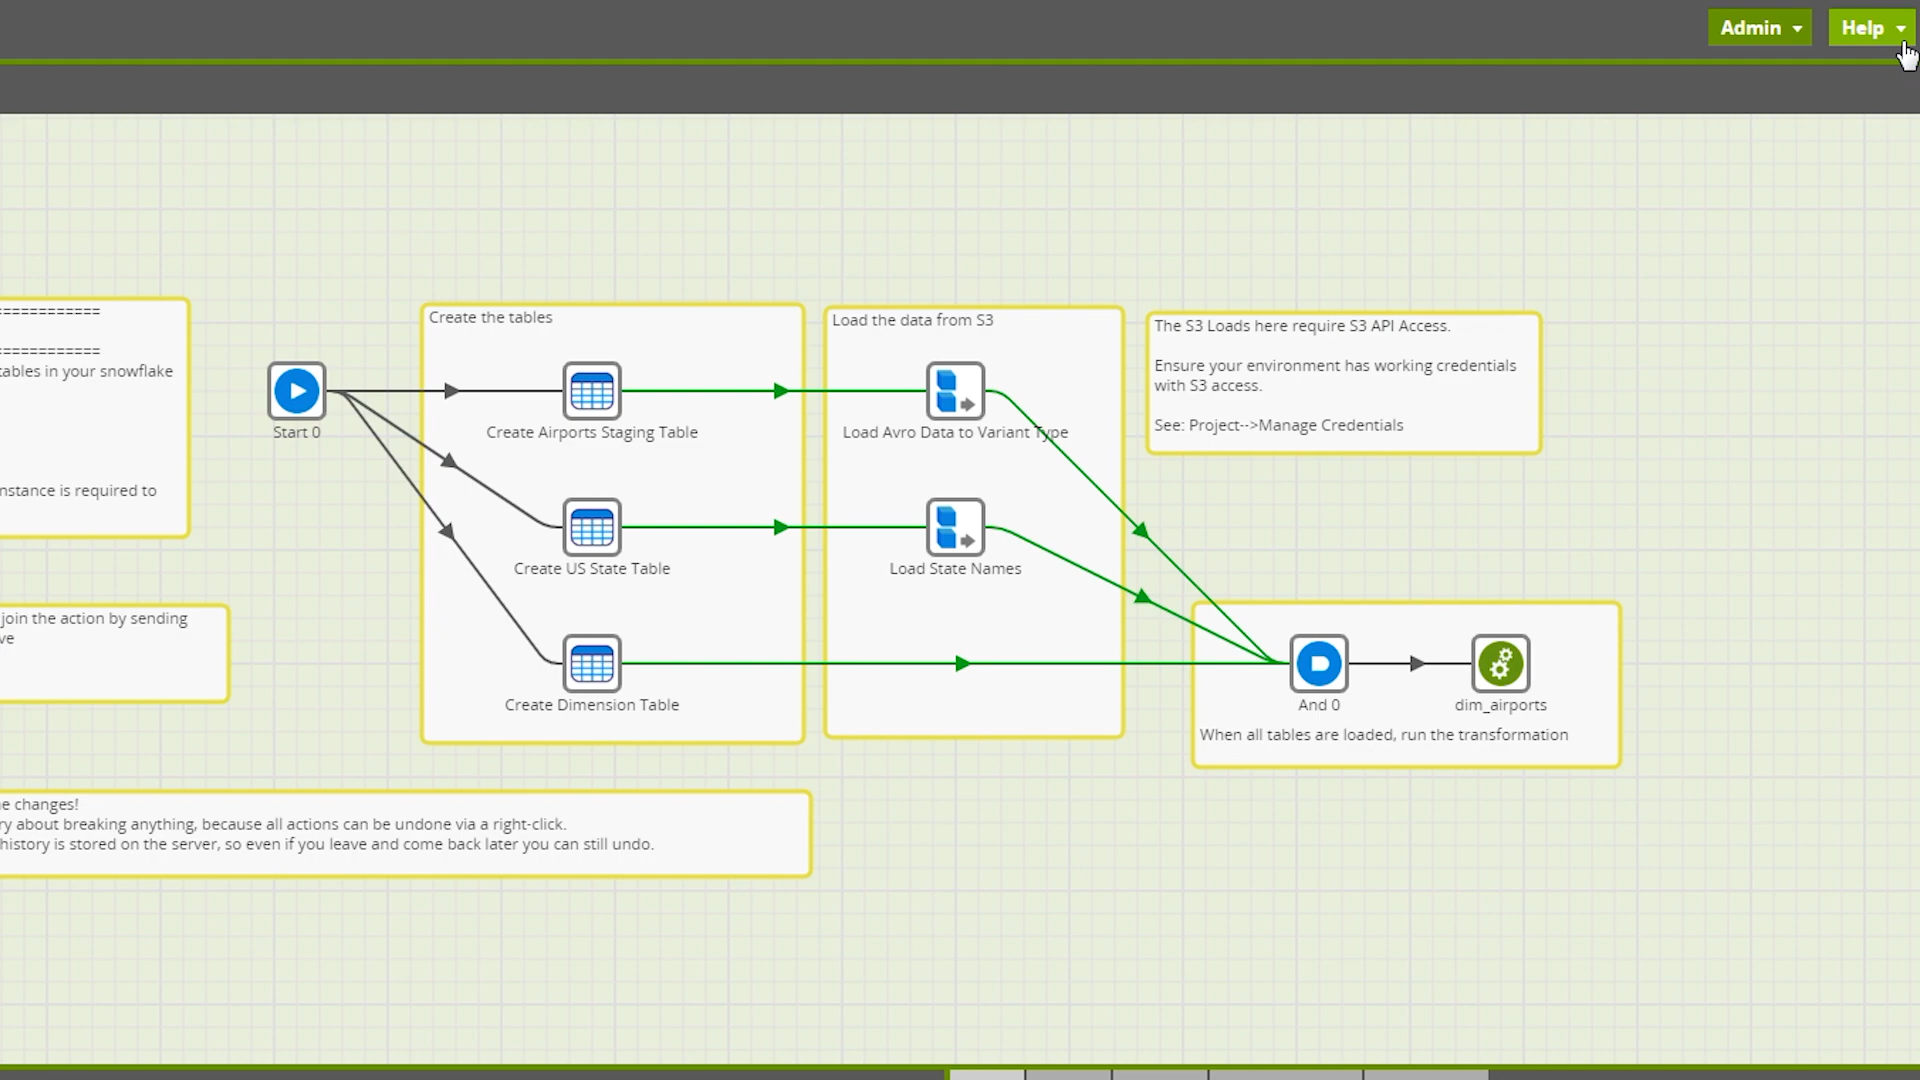 Admin
Help
============
============
tables in your snowflake
nstance is required to
join the action by sending
ve
Start 0
Create the tables
Create Airports Staging Table
Create US State Table
Create Dimension Table
Load the data from S3
Load Avro Data to Variant Type
Load State Names
The S3 Loads here require S3 API Access.
Ensure your environment has working credentials
with S3 access.
See: Project-->Manage Credentials
And 0
dim_airports
When all tables are loaded, run the transformation
e changes!
ry about breaking anything, because all actions can be undone via a right-click.
history is stored on the server, so even if you leave and come back later you can still undo.